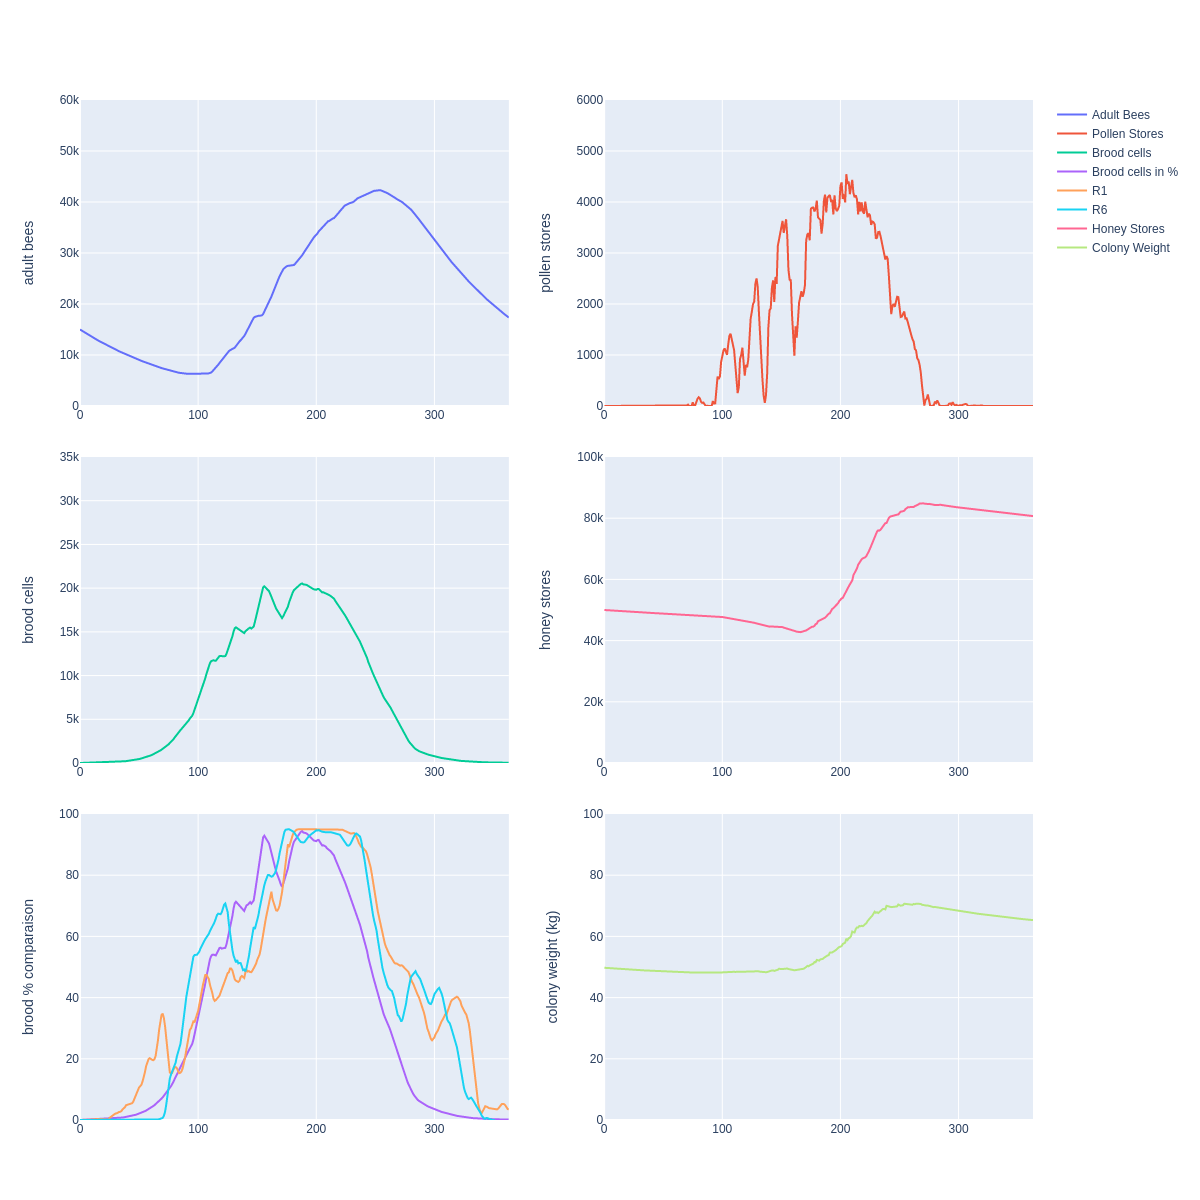 60k
50k
40k
30k
20k
10k
0
0 100 200 300
adult bees
6000
5000
4000
3000
2000
1000
0
0 100 200 300
pollen stores
Adult Bees
Pollen Stores
Brood cells
Brood cells in %
R1
R6
Honey Stores
Colony Weight
35k
30k
25k
20k
15k
10k
5k
0
0 100 200 300
brood cells
100k
80k
60k
40k
20k
0
0 100 200 300
honey stores
100
80
60
40
20
0
0 100 200 300
brood % comparaison
100
80
60
40
20
0
0 100 200 300
colony weight (kg)